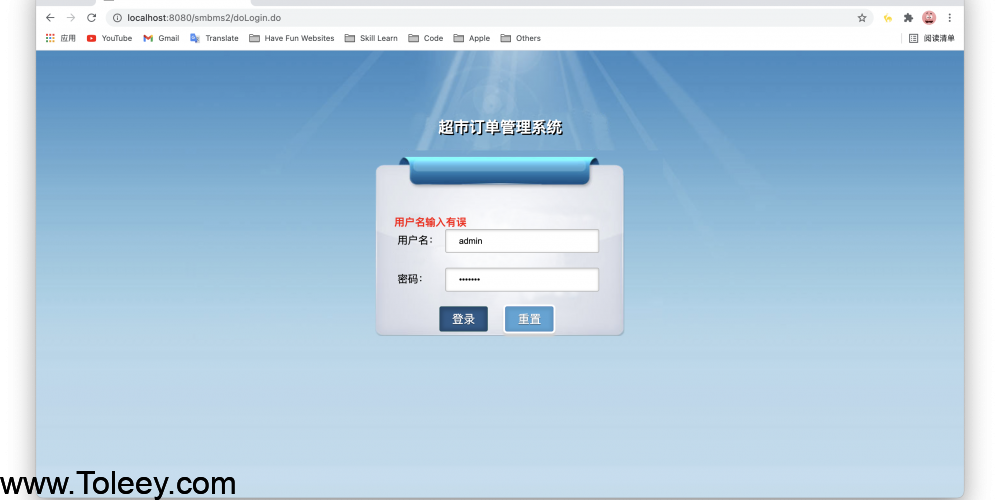 localhost:8080/smbms2/doLogin.do
应用 YouTube Gmail Translate Have Fun Websites Skill Learn Code Apple Others 阅读清单
超市订单管理系统
用户名输入有误
用户名： admin
密码： •••••••
登录 重置
www.Toleey.com